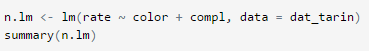 n.lm <- lm(rate ~ color + compl, data = dat_tarin)
summary(n.lm)